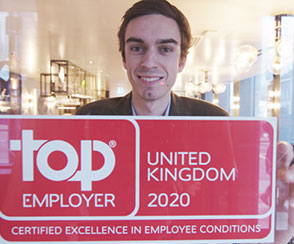 top®
EMPLOYER
UNITED
KINGDOM
2020
CERTIFIED EXCELLENCE IN EMPLOYEE CONDITIONS